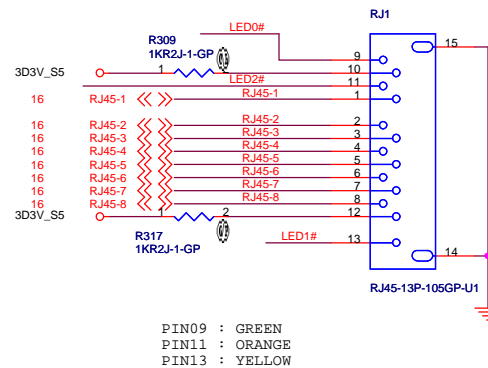 LED0# RJ1
R309
1KR2J-1-GP
9 15
3D3V_S5 1 10
LED2# 11
16 RJ45-1 RJ45-1 1
16 RJ45-2 RJ45-2 2
16 RJ45-3 RJ45-3 3
16 RJ45-4 RJ45-4 4
16 RJ45-5 RJ45-5 5
16 RJ45-6 RJ45-6 6
16 RJ45-7 RJ45-7 7
16 RJ45-8 RJ45-8 8
3D3V_S5 1 2 12
R317
1KR2J-1-GP
LED1# 13 14
RJ45-13P-105GP-U1
PIN09 : GREEN
PIN11 : ORANGE
PIN13 : YELLOW